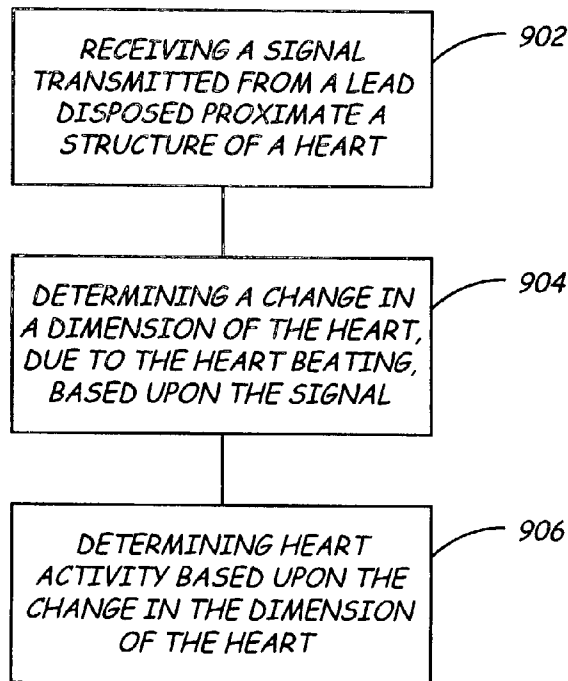 RECEIVING A SIGNAL
TRANSMITTED FROM A LEAD
DISPOSED PROXIMATE A
STRUCTURE OF A HEART
902
DETERMINING A CHANGE IN
A DIMENSION OF THE HEART,
DUE TO THE HEART BEATING,
BASED UPON THE SIGNAL
904
DETERMINING HEART
ACTIVITY BASED UPON THE
CHANGE IN THE DIMENSION
OF THE HEART
906